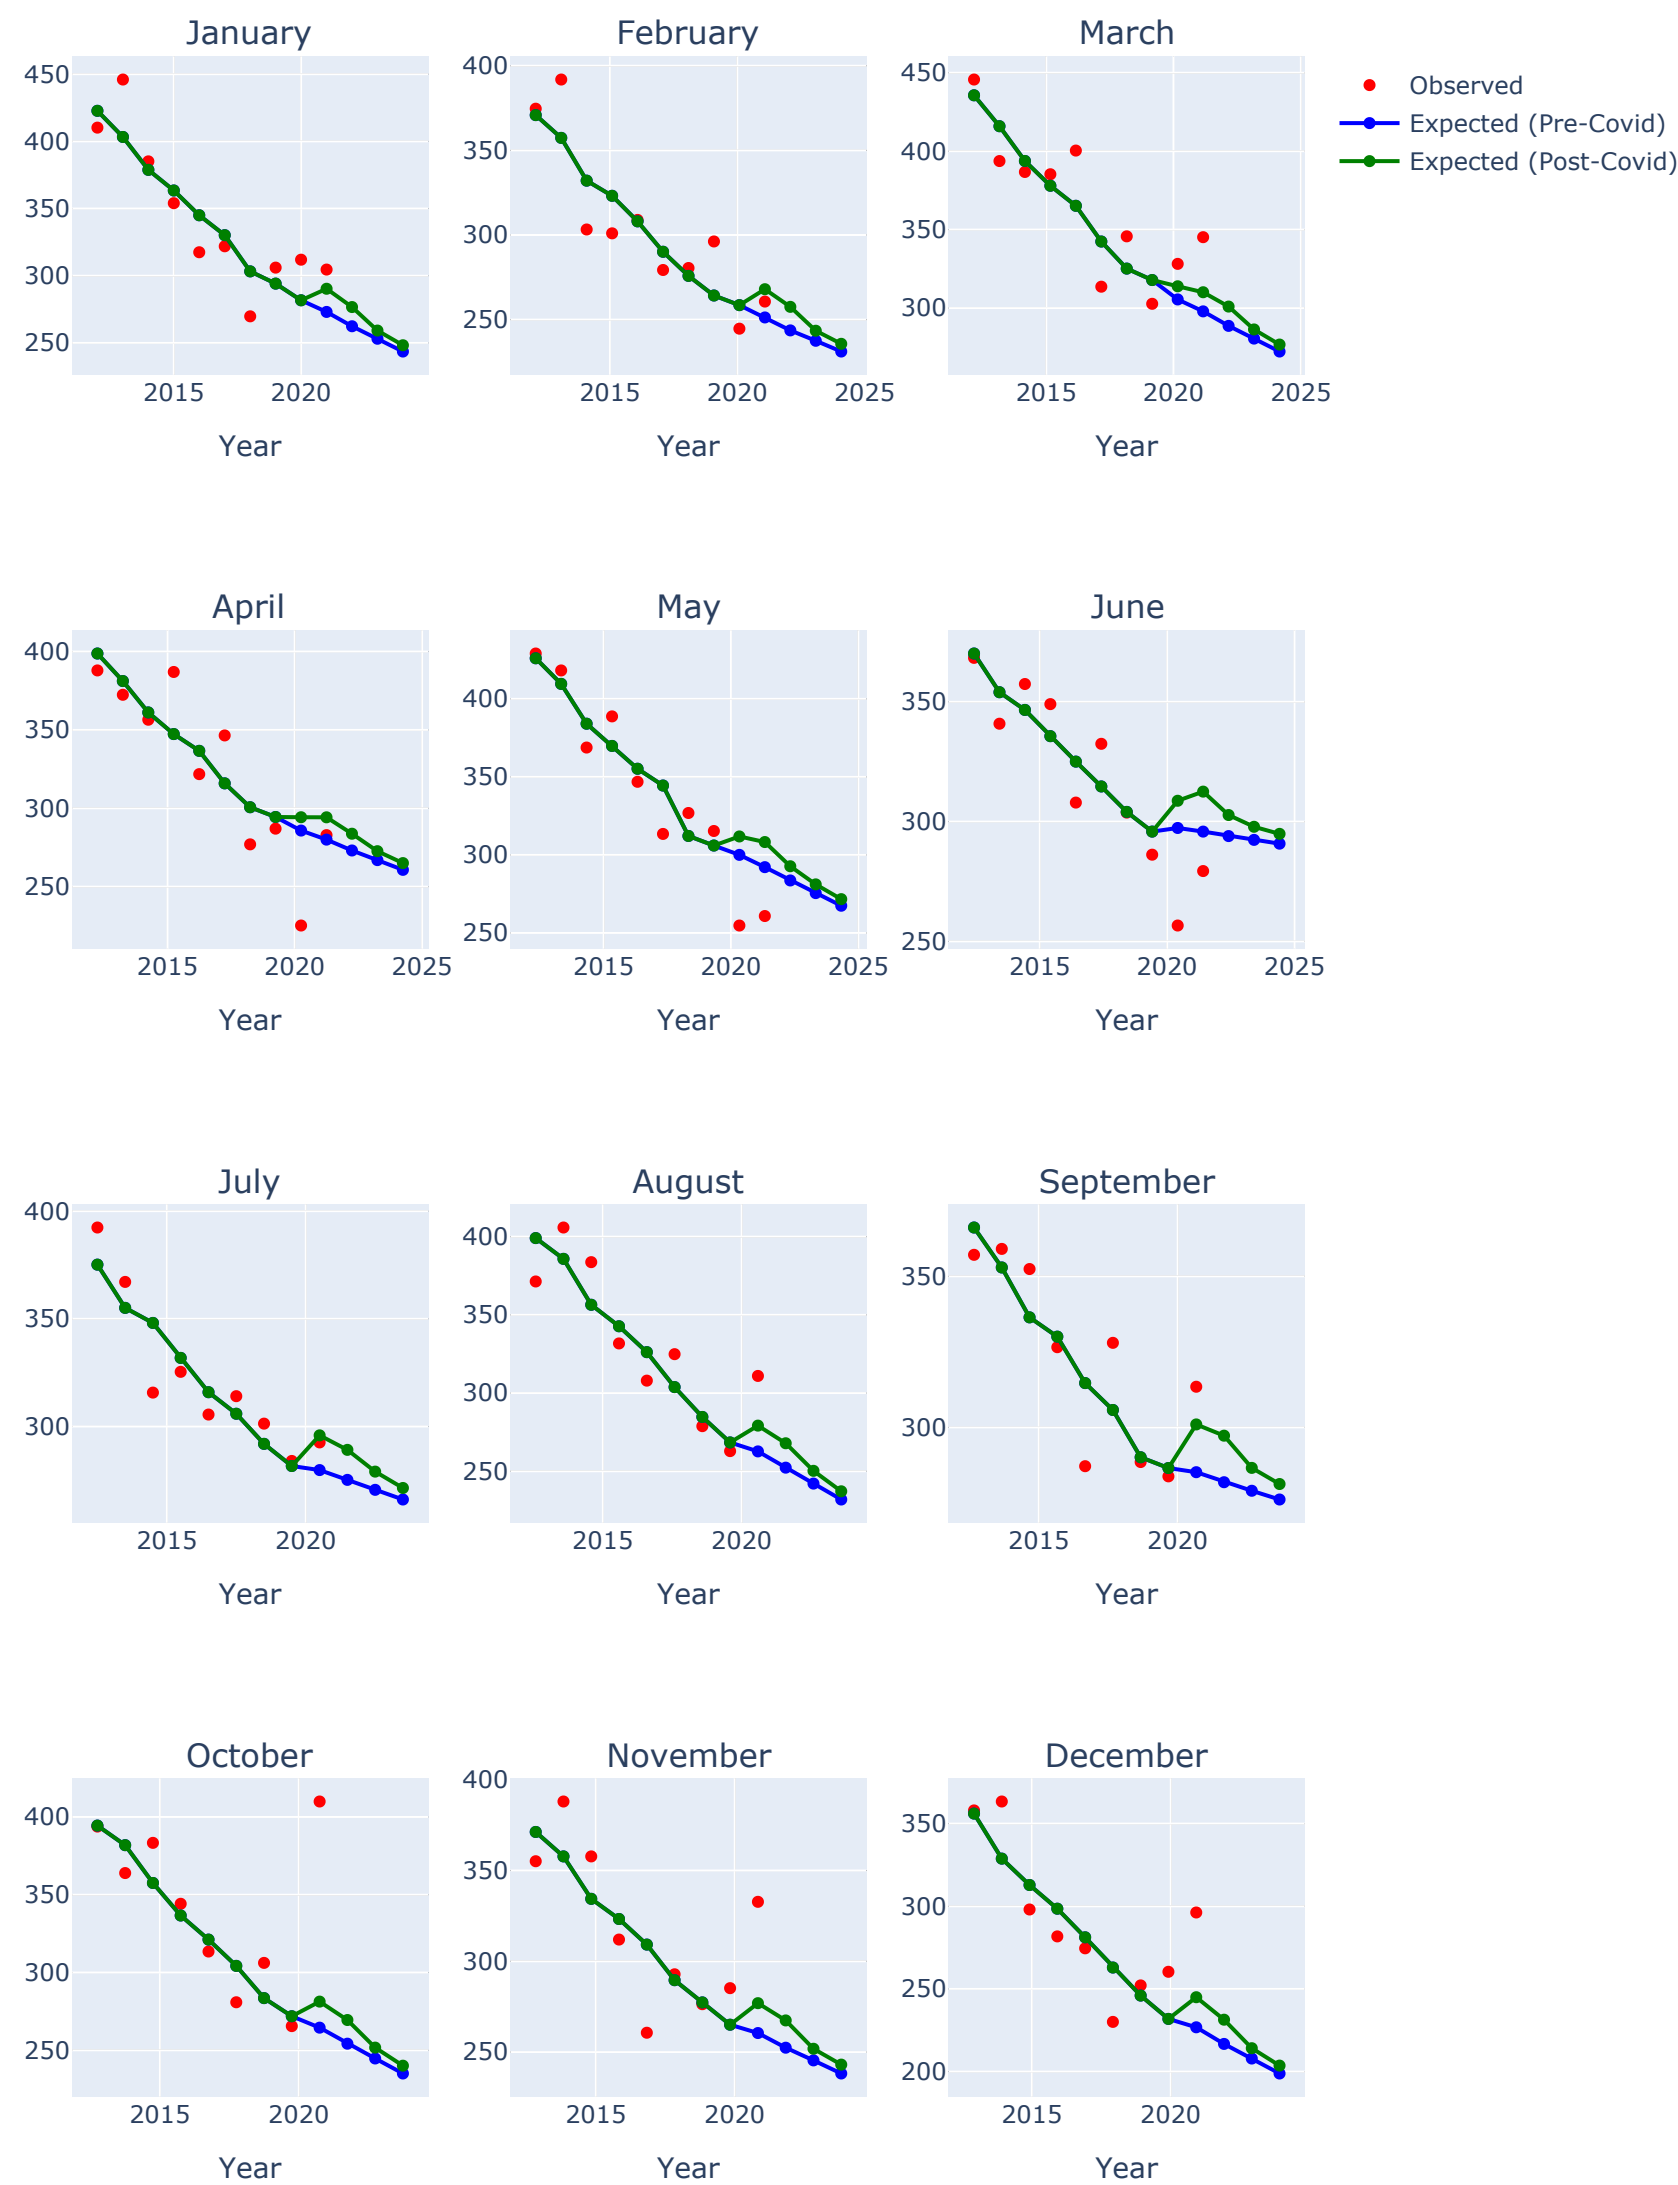 January
February
March
450
400
350
300
250
2015
2020
Year
400
350
300
250
2015
2020
2025
Year
450
400
350
300
2015
2020
2025
Year
Observed
Expected (Pre-Covid)
Expected (Post-Covid)
April
May
June
400
350
300
250
2015
2020
2025
Year
400
350
300
250
2015
2020
2025
Year
350
300
250
2015
2020
2025
Year
July
August
September
400
350
300
2015
2020
Year
400
350
300
250
2015
2020
Year
350
300
2015
2020
Year
October
November
December
400
350
300
250
2015
2020
Year
400
350
300
250
2015
2020
Year
350
300
250
200
2015
2020
Year